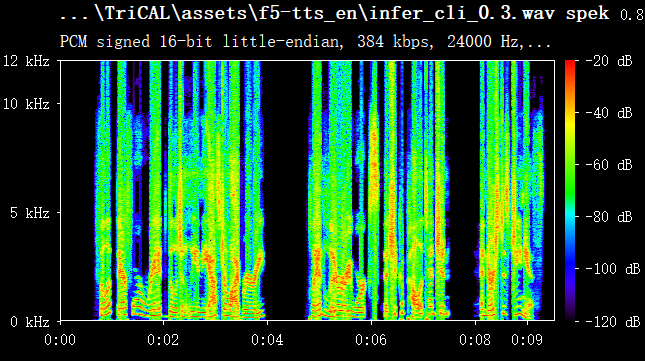 ...\TriCAL\assets\f5-tts_en\infer_cli_0.3.wav spek 0.8
PCM signed 16-bit little-endian, 384 kbps, 24000 Hz,...
12 kHz
10 kHz
5 kHz
0 kHz
0:00 0:02 0:04 0:06 0:08 0:09
-20 dB
-40 dB
-60 dB
-80 dB
-100 dB
-120 dB